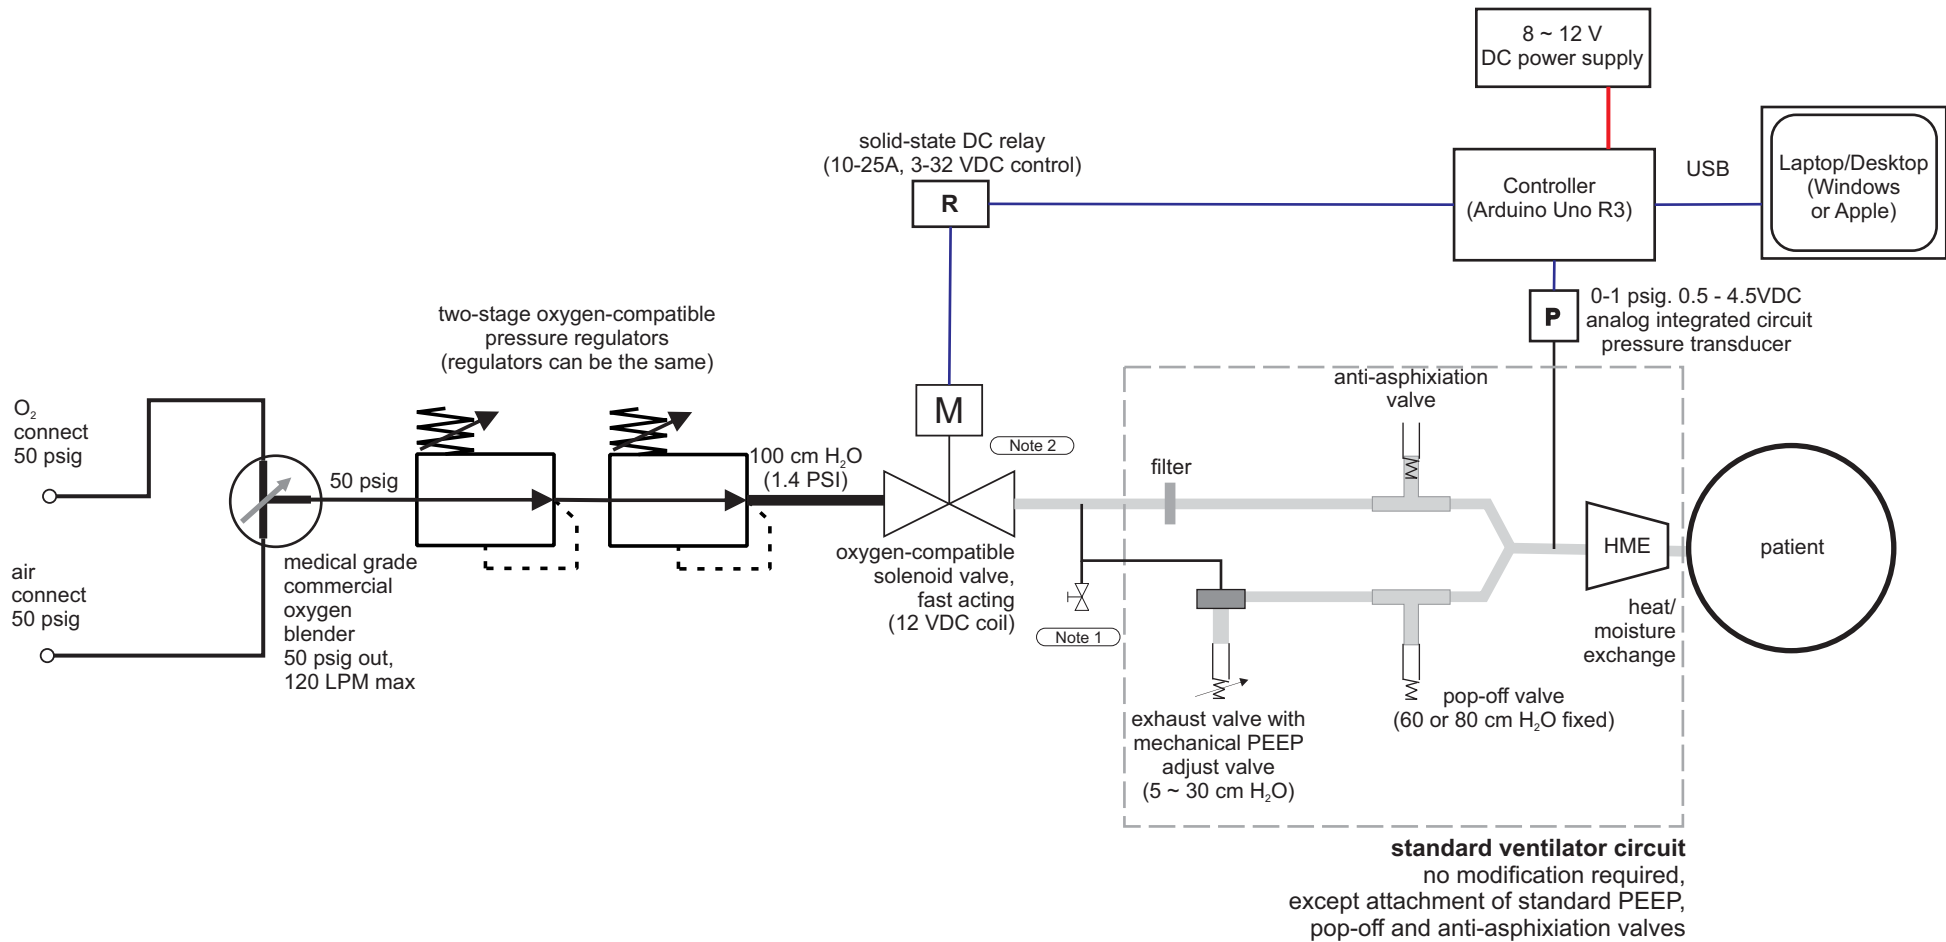 8 ~ 12 V
DC power supply
solid-state DC relay
(10-25A, 3-32 VDC control)
R
Controller
(Arduino Uno R3)
USB
Laptop/Desktop
(Windows
or Apple)
P
0-1 psig. 0.5 - 4.5VDC
analog integrated circuit
pressure transducer
two-stage oxygen-compatible
pressure regulators
(regulators can be the same)
O₂
connect
50 psig
air
connect
50 psig
50 psig
medical grade
commercial
oxygen
blender
50 psig out,
120 LPM max
100 cm H₂O
(1.4 PSI)
M
Note 2
oxygen-compatible
solenoid valve,
fast acting
(12 VDC coil)
Note 1
filter
anti-asphixiation
valve
exhaust valve with
mechanical PEEP
adjust valve
(5 ~ 30 cm H₂O)
pop-off valve
(60 or 80 cm H₂O fixed)
HME
heat/
moisture
exchange
patient
standard ventilator circuit
no modification required,
except attachment of standard PEEP,
pop-off and anti-asphixiation valves